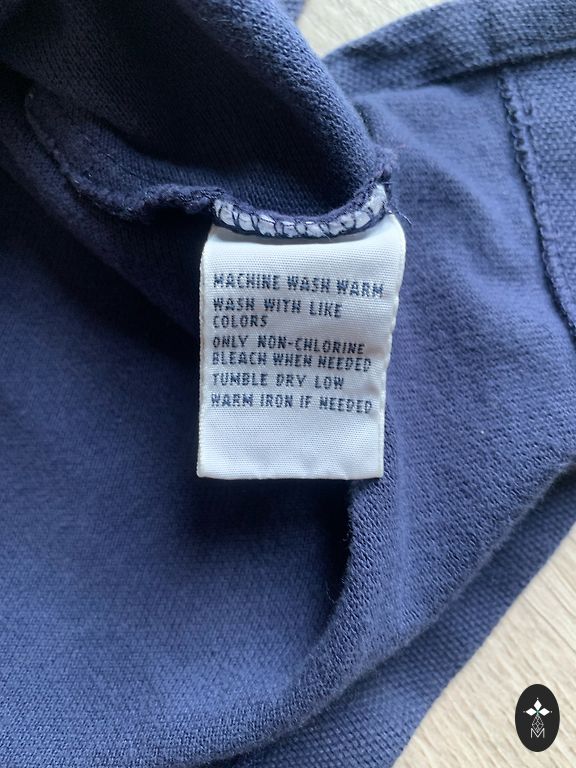 MACHINE WASH WARM
WASH WITH LIKE
COLORS
ONLY NON-CHLORINE
BLEACH WHEN NEEDED
TUMBLE DRY LOW
WARM IRON IF NEEDED
M